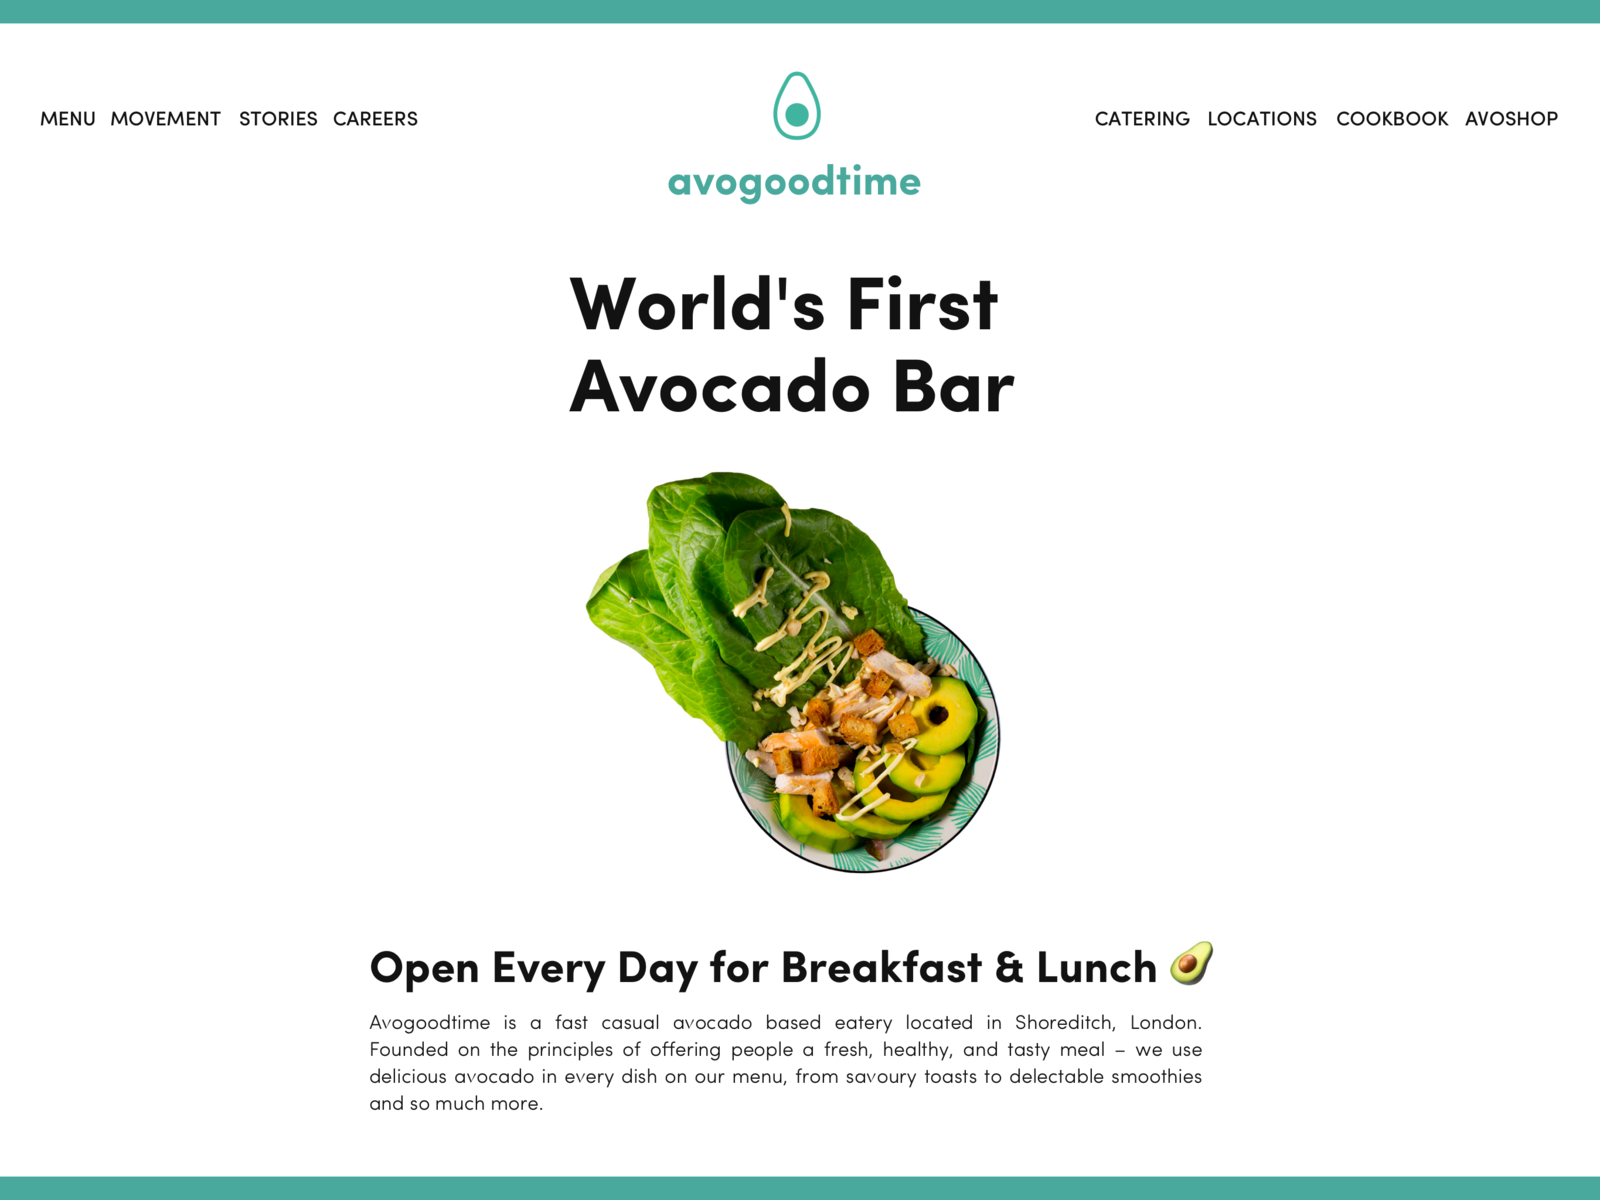 MENU MOVEMENT STORIES CAREERS
CATERING LOCATIONS COOKBOOK AVOSHOP
avogoodtime
World's First
Avocado Bar
Open Every Day for Breakfast & Lunch 🥑
Avogoodtime is a fast casual avocado based eatery located in Shoreditch, London.
Founded on the principles of offering people a fresh, healthy, and tasty meal – we use
delicious avocado in every dish on our menu, from savoury toasts to delectable smoothies
and so much more.